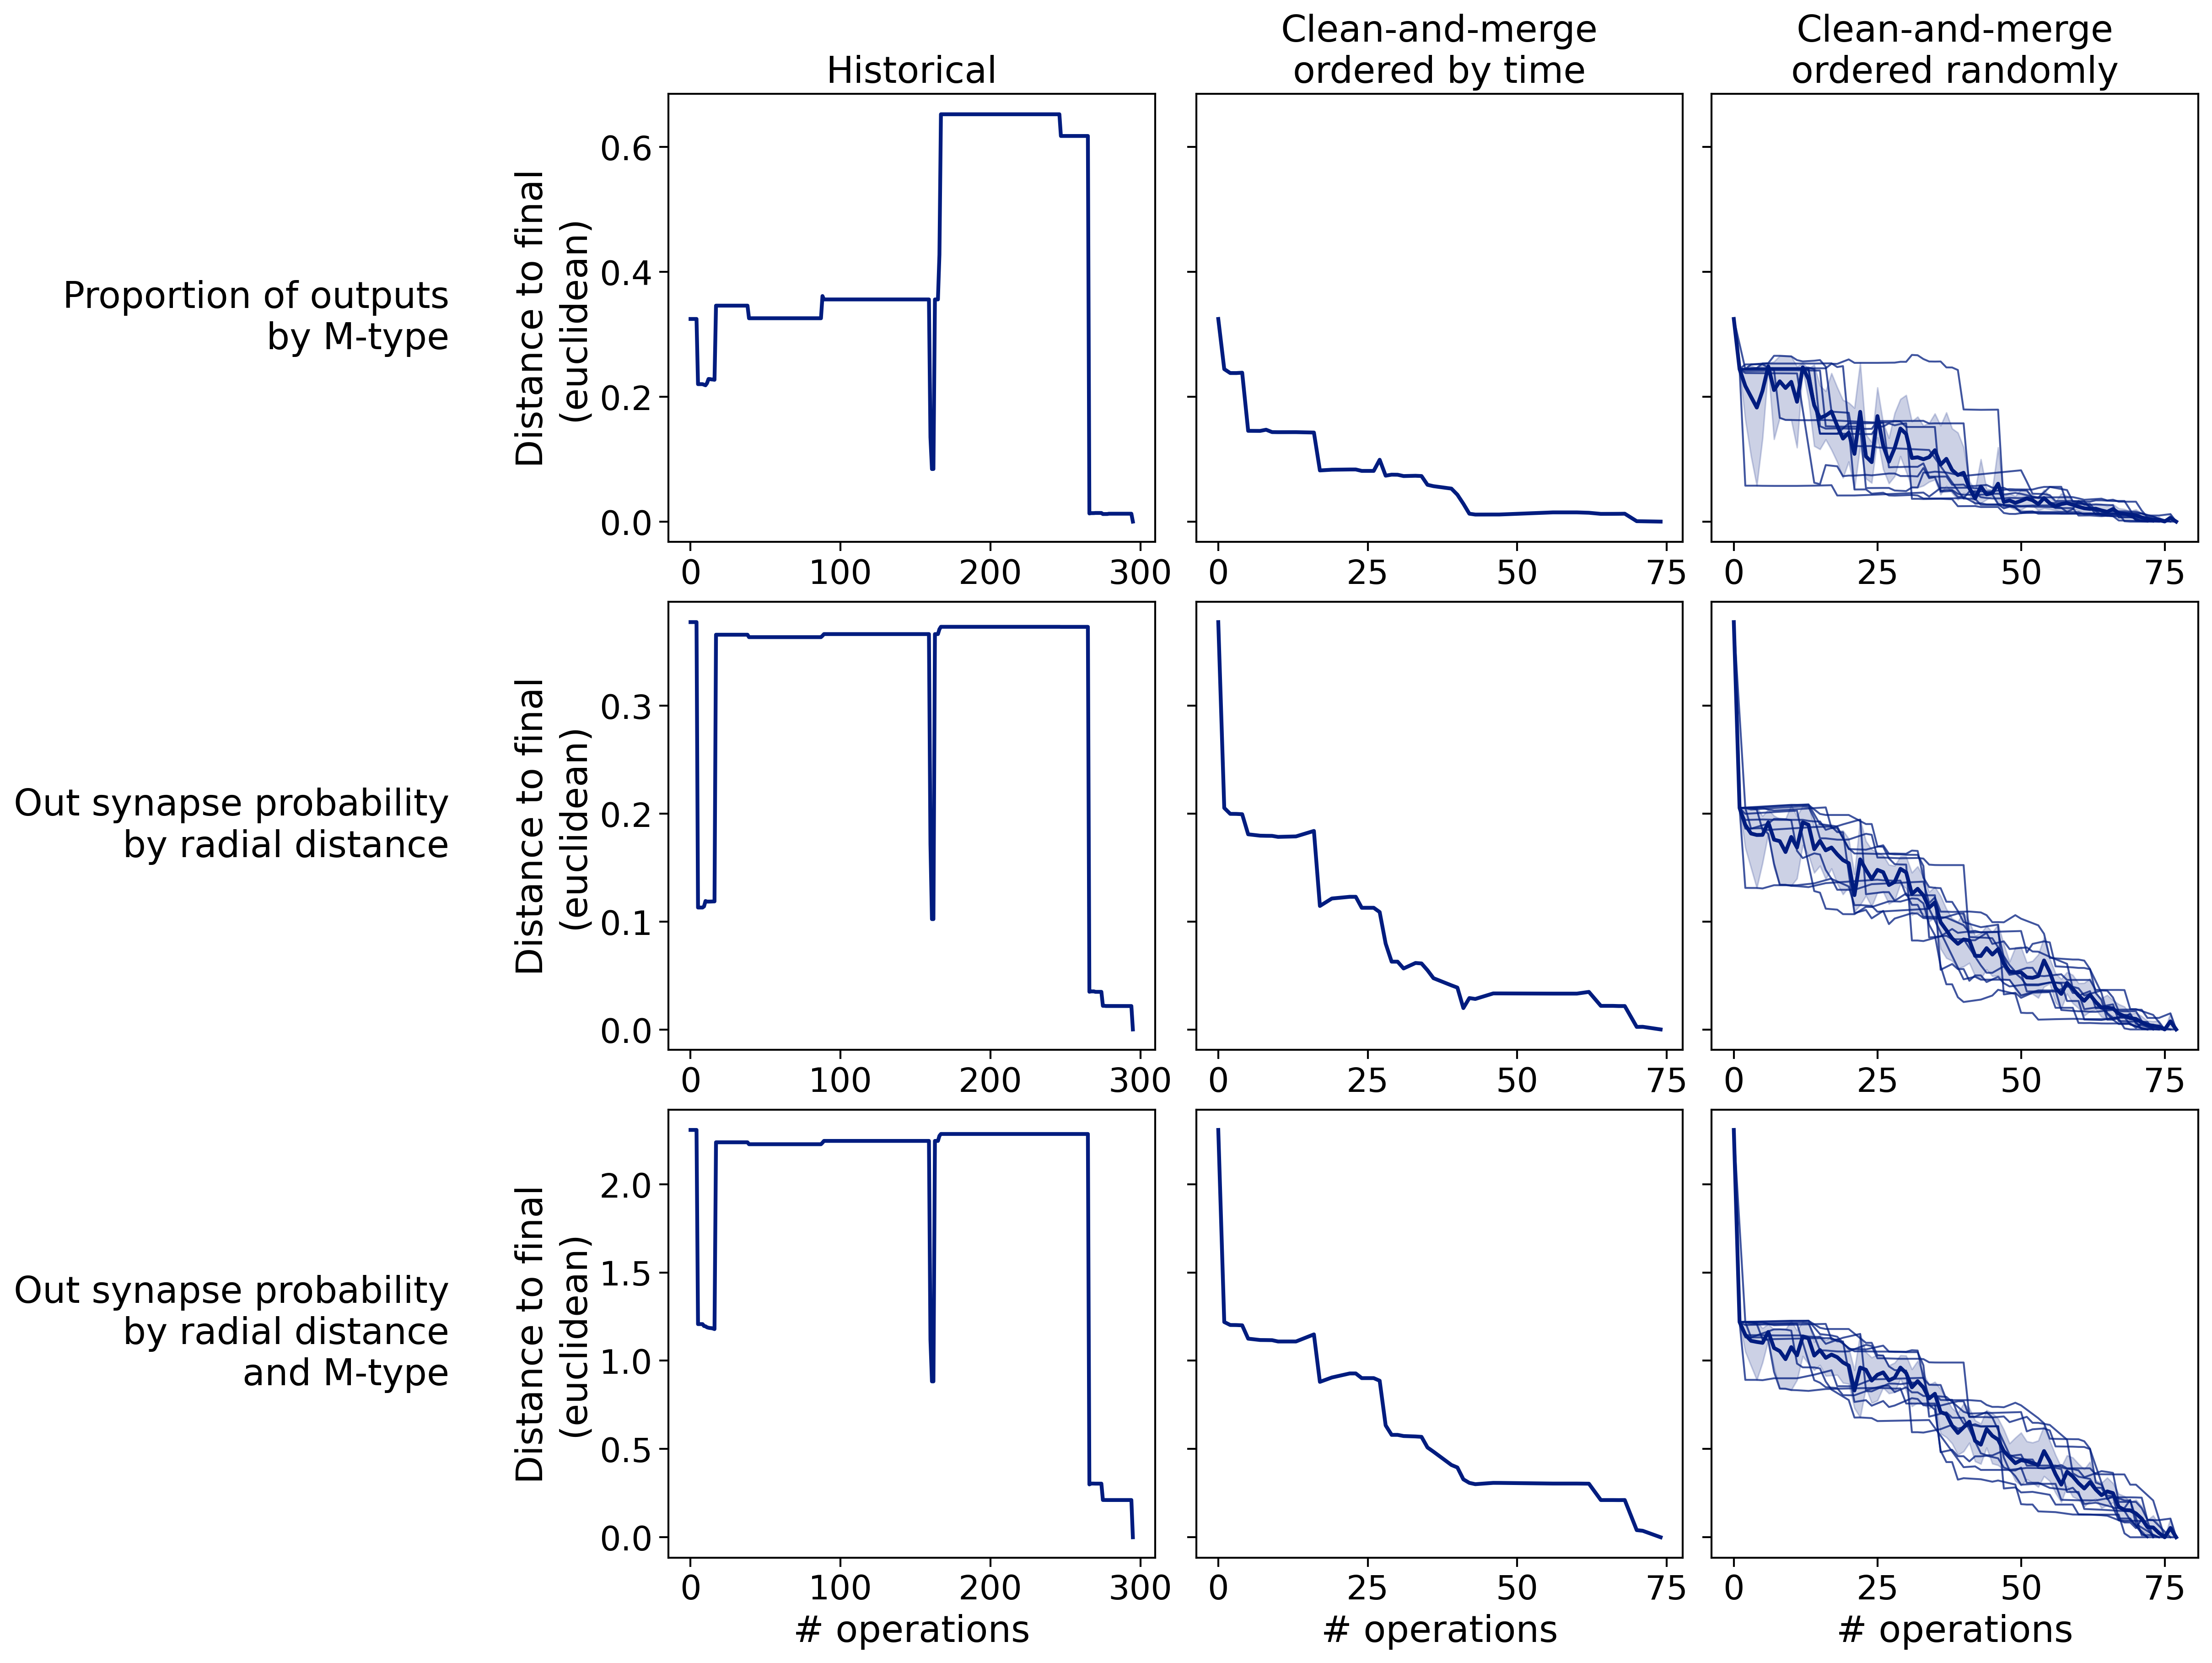 Historical
Clean-and-merge
ordered by time
Clean-and-merge
ordered randomly
Proportion of outputs
by M-type
Distance to final
(euclidean)
0.6
0.4
0.2
0.0
0 100 200 300
0 25 50 75
0 25 50 75
Out synapse probability
by radial distance
Distance to final
(euclidean)
0.3
0.2
0.1
0.0
0 100 200 300
0 25 50 75
0 25 50 75
Out synapse probability
by radial distance
and M-type
Distance to final
(euclidean)
2.0
1.5
1.0
0.5
0.0
0 100 200 300
0 25 50 75
0 25 50 75
# operations
# operations
# operations